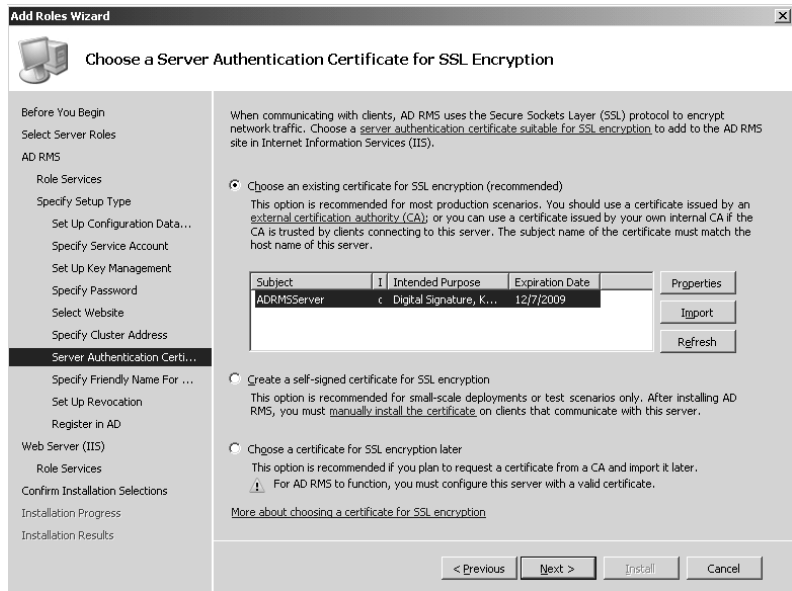 Add Roles Wizard
Choose a Server Authentication Certificate for SSL Encryption
Before You Begin
Select Server Roles
AD RMS
Role Services
Specify Setup Type
Set Up Configuration Data...
Specify Service Account
Set Up Key Management
Specify Password
Select Website
Specify Cluster Address
Server Authentication Certi...
Specify Friendly Name For ...
Set Up Revocation
Register in AD
Web Server (IIS)
Role Services
Confirm Installation Selections
Installation Progress
Installation Results
When communicating with clients, AD RMS uses the Secure Sockets Layer (SSL) protocol to encrypt
network traffic. Choose a server authentication certificate suitable for SSL encryption to add to the AD RMS
site in Internet Information Services (IIS).
Choose an existing certificate for SSL encryption (recommended)
This option is recommended for most production scenarios. You should use a certificate issued by an
external certification authority (CA); or you can use a certificate issued by your own internal CA if the
CA is trusted by clients connecting to this server. The subject name of the certificate must match the
host name of this server.
Subject I Intended Purpose Expiration Date
ADRMSServer c Digital Signature, K... 12/7/2009
Properties
Import
Refresh
Create a self-signed certificate for SSL encryption
This option is recommended for small-scale deployments or test scenarios only. After installing AD
RMS, you must manually install the certificate on clients that communicate with this server.
Choose a certificate for SSL encryption later
This option is recommended if you plan to request a certificate from a CA and import it later.
For AD RMS to function, you must configure this server with a valid certificate.
More about choosing a certificate for SSL encryption
< Previous Next > Install Cancel